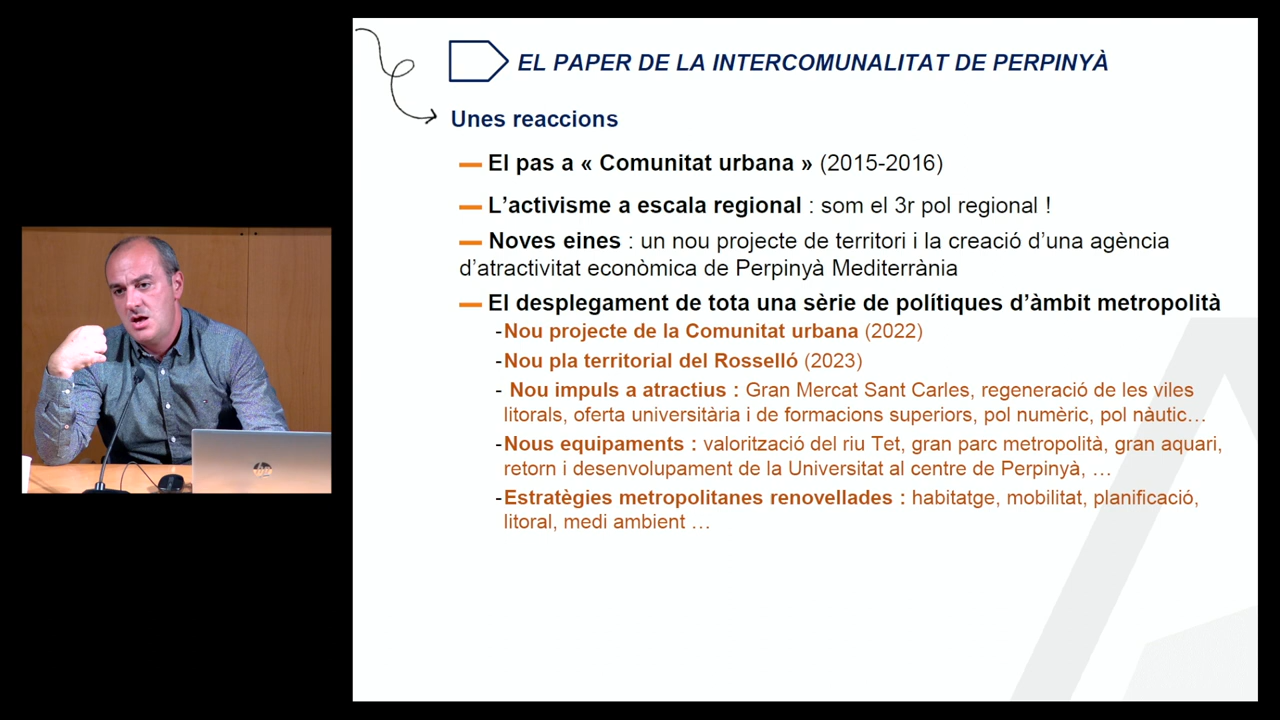 EL PAPER DE LA INTERCOMUNALITAT DE PERPINYÀ
Unes reaccions
El pas a « Comunitat urbana » (2015-2016)
L’activisme a escala regional : som el 3r pol regional !
Noves eines : un nou projecte de territori i la creació d’una agència
d’atractivitat econòmica de Perpinyà Mediterrània
El desplegament de tota una sèrie de polítiques d’àmbit metropolità
-Nou projecte de la Comunitat urbana (2022)
-Nou pla territorial del Rosselló (2023)
- Nou impuls a atractius : Gran Mercat Sant Carles, regeneració de les viles
litorals, oferta universitària i de formacions superiors, pol numèric, pol nàutic…
-Nous equipaments : valorització del riu Tet, gran parc metropolità, gran aquari,
retorn i desenvolupament de la Universitat al centre de Perpinyà, …
-Estratègies metropolitanes renovellades : habitatge, mobilitat, planificació,
litoral, medi ambient …
hp